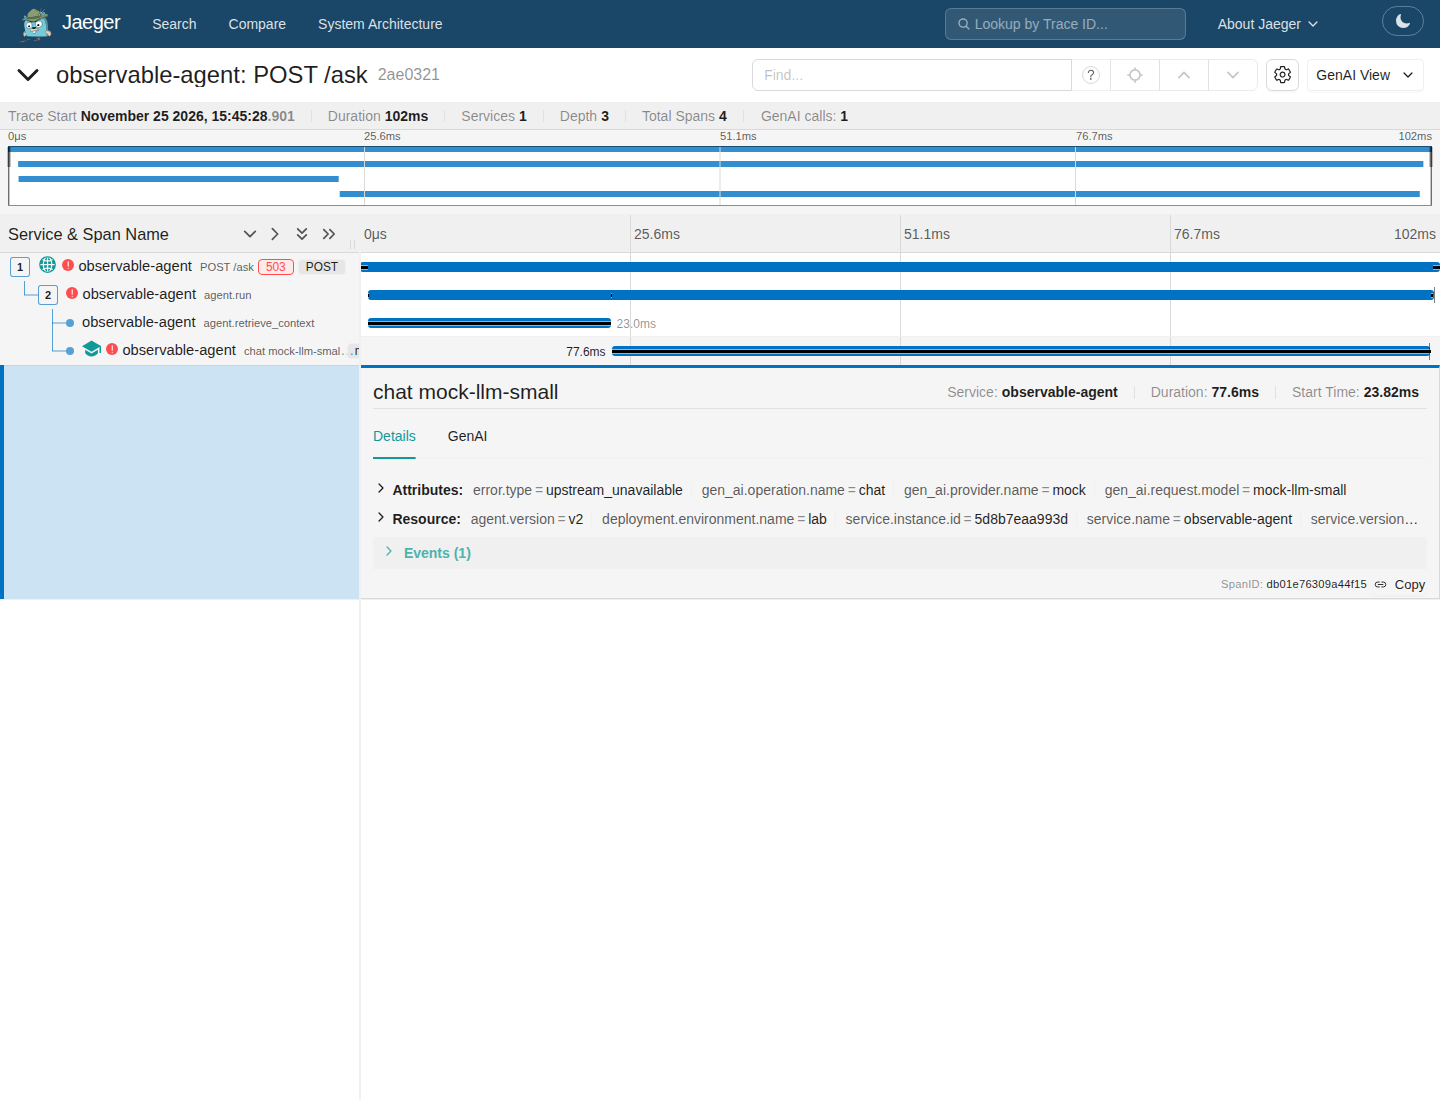 Jaeger Search Compare System Architecture Lookup by Trace ID... About Jaeger
observable-agent: POST /ask 2ae0321 Find... ? GenAI View
Trace Start November 25 2026, 15:45:28.901 Duration 102ms Services 1 Depth 3 Total Spans 4 GenAI calls: 1
0μs 25.6ms 51.1ms 76.7ms 102ms
Service & Span Name 0μs 25.6ms 51.1ms 76.7ms 102ms
1 observable-agent POST /ask 503 POST
2 observable-agent agent.run
observable-agent agent.retrieve_context 23.0ms
observable-agent chat mock-llm-smal... 77.6ms
chat mock-llm-small Service: observable-agent Duration: 77.6ms Start Time: 23.82ms
Details GenAI
Attributes: error.type = upstream_unavailable gen_ai.operation.name = chat gen_ai.provider.name = mock gen_ai.request.model = mock-llm-small
Resource: agent.version = v2 deployment.environment.name = lab service.instance.id = 5d8b7eaa993d service.name = observable-agent service.version...
Events (1)
SpanID: db01e76309a44f15 Copy